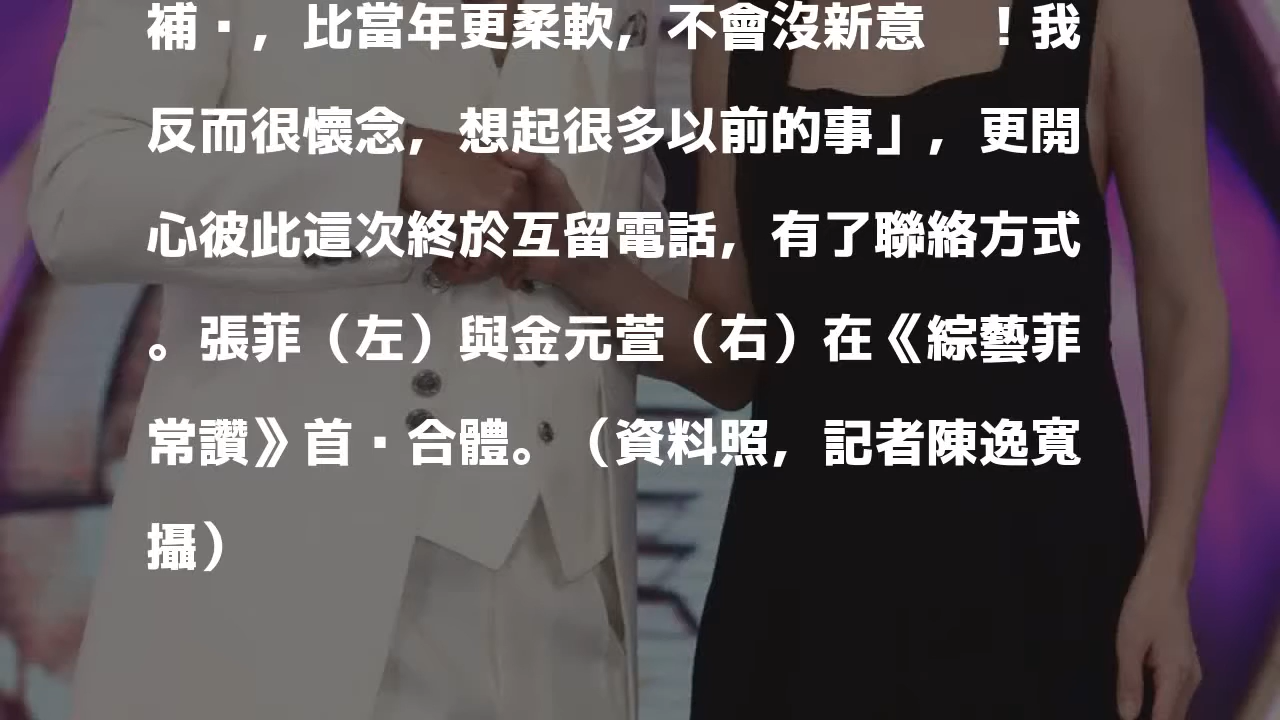 補·，比當年更柔軟，不會沒新意　！我
反而很懷念，想起很多以前的事」，更開
心彼此這次終於互留電話，有了聯絡方式
。張菲（左）與金元萱（右）在《綜藝菲
常讚》首·合體。（資料照，記者陳逸寬
攝）